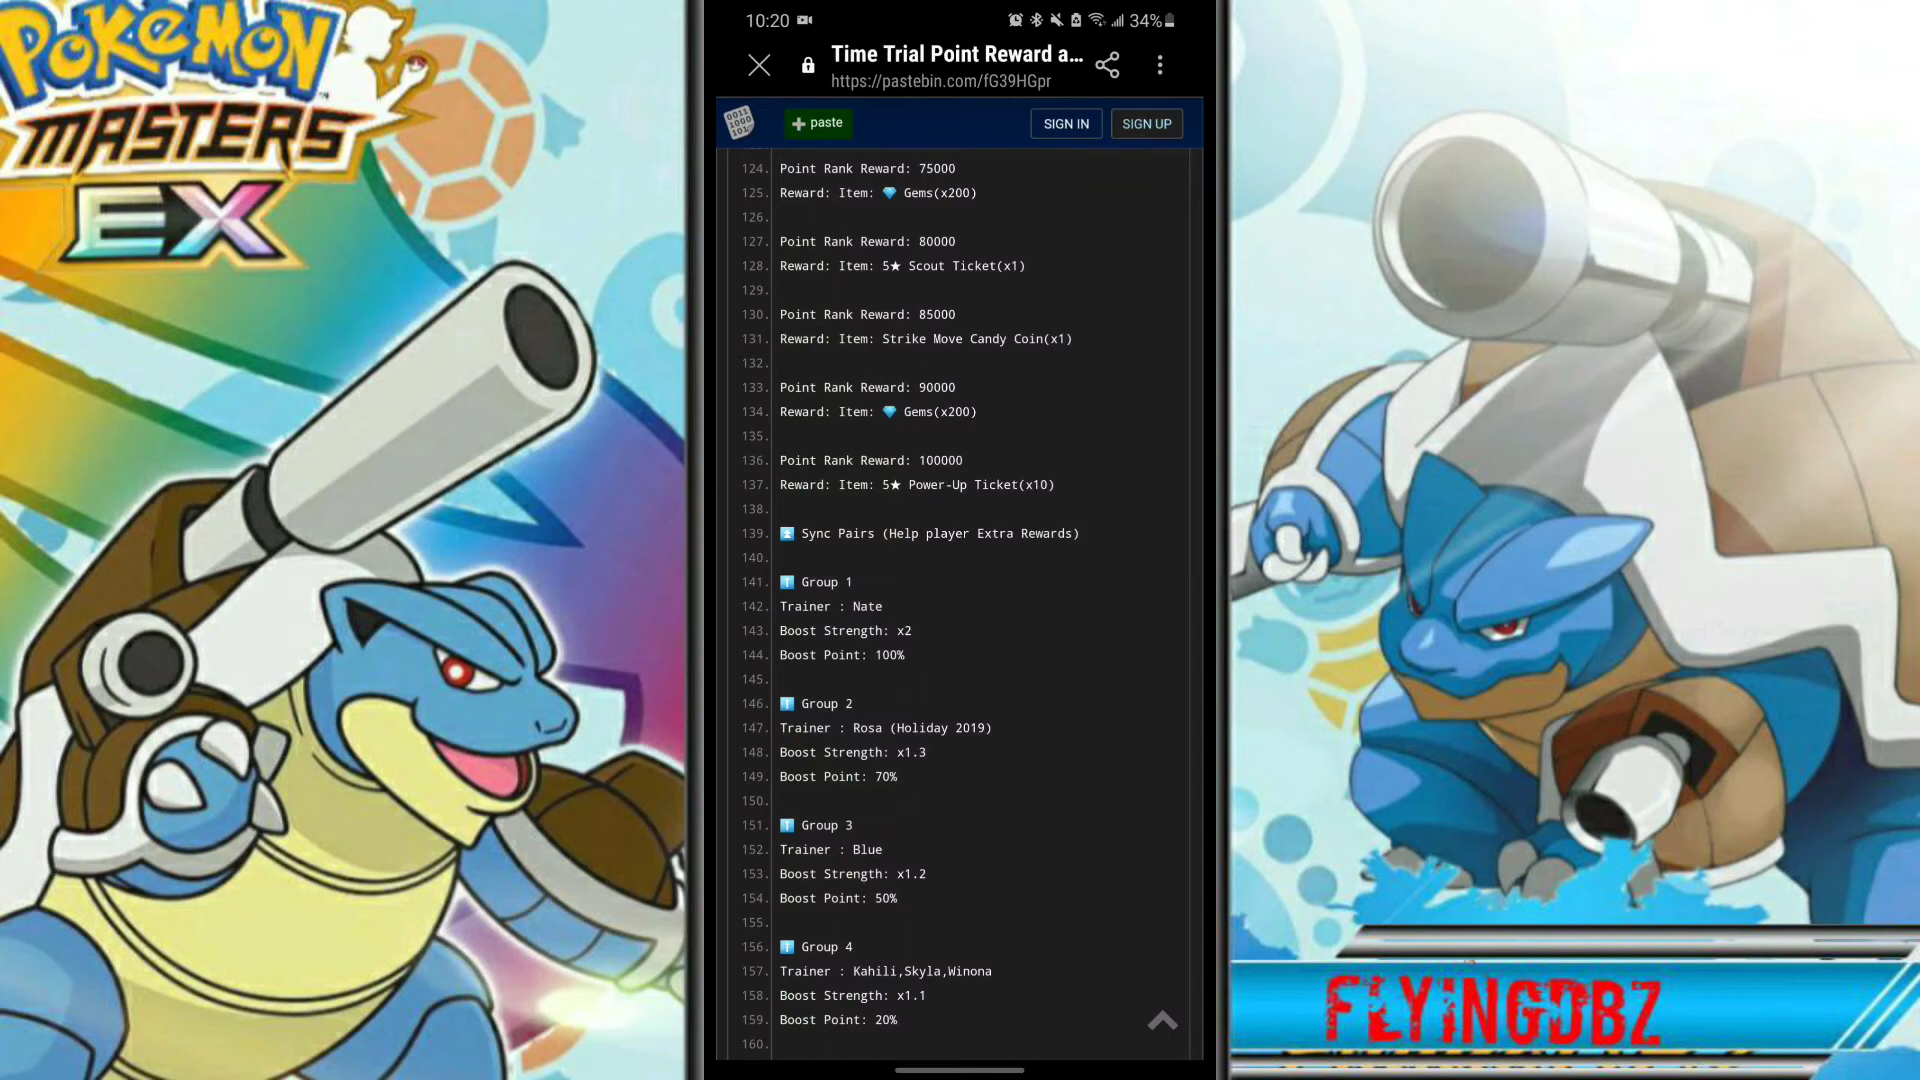 POKÉMON
MASTERS
EX
10:20
34%
Time Trial Point Reward a...
https://pastebin.com/fG39HGpr
0011
1000
101
+ paste
SIGN IN
SIGN UP
124. Point Rank Reward: 75000
125. Reward: Item: 💎 Gems(x200)
126.
127. Point Rank Reward: 80000
128. Reward: Item: 5★ Scout Ticket(x1)
129.
130. Point Rank Reward: 85000
131. Reward: Item: Strike Move Candy Coin(x1)
132.
133. Point Rank Reward: 90000
134. Reward: Item: 💎 Gems(x200)
135.
136. Point Rank Reward: 100000
137. Reward: Item: 5★ Power-Up Ticket(x10)
138.
139. ⏫ Sync Pairs (Help player Extra Rewards)
140.
141. ⬆ Group 1
142. Trainer : Nate
143. Boost Strength: x2
144. Boost Point: 100%
145.
146. ⬆ Group 2
147. Trainer : Rosa (Holiday 2019)
148. Boost Strength: x1.3
149. Boost Point: 70%
150.
151. ⬆ Group 3
152. Trainer : Blue
153. Boost Strength: x1.2
154. Boost Point: 50%
155.
156. ⬆ Group 4
157. Trainer : Kahili,Skyla,Winona
158. Boost Strength: x1.1
159. Boost Point: 20%
160.
FLYINGDBZ